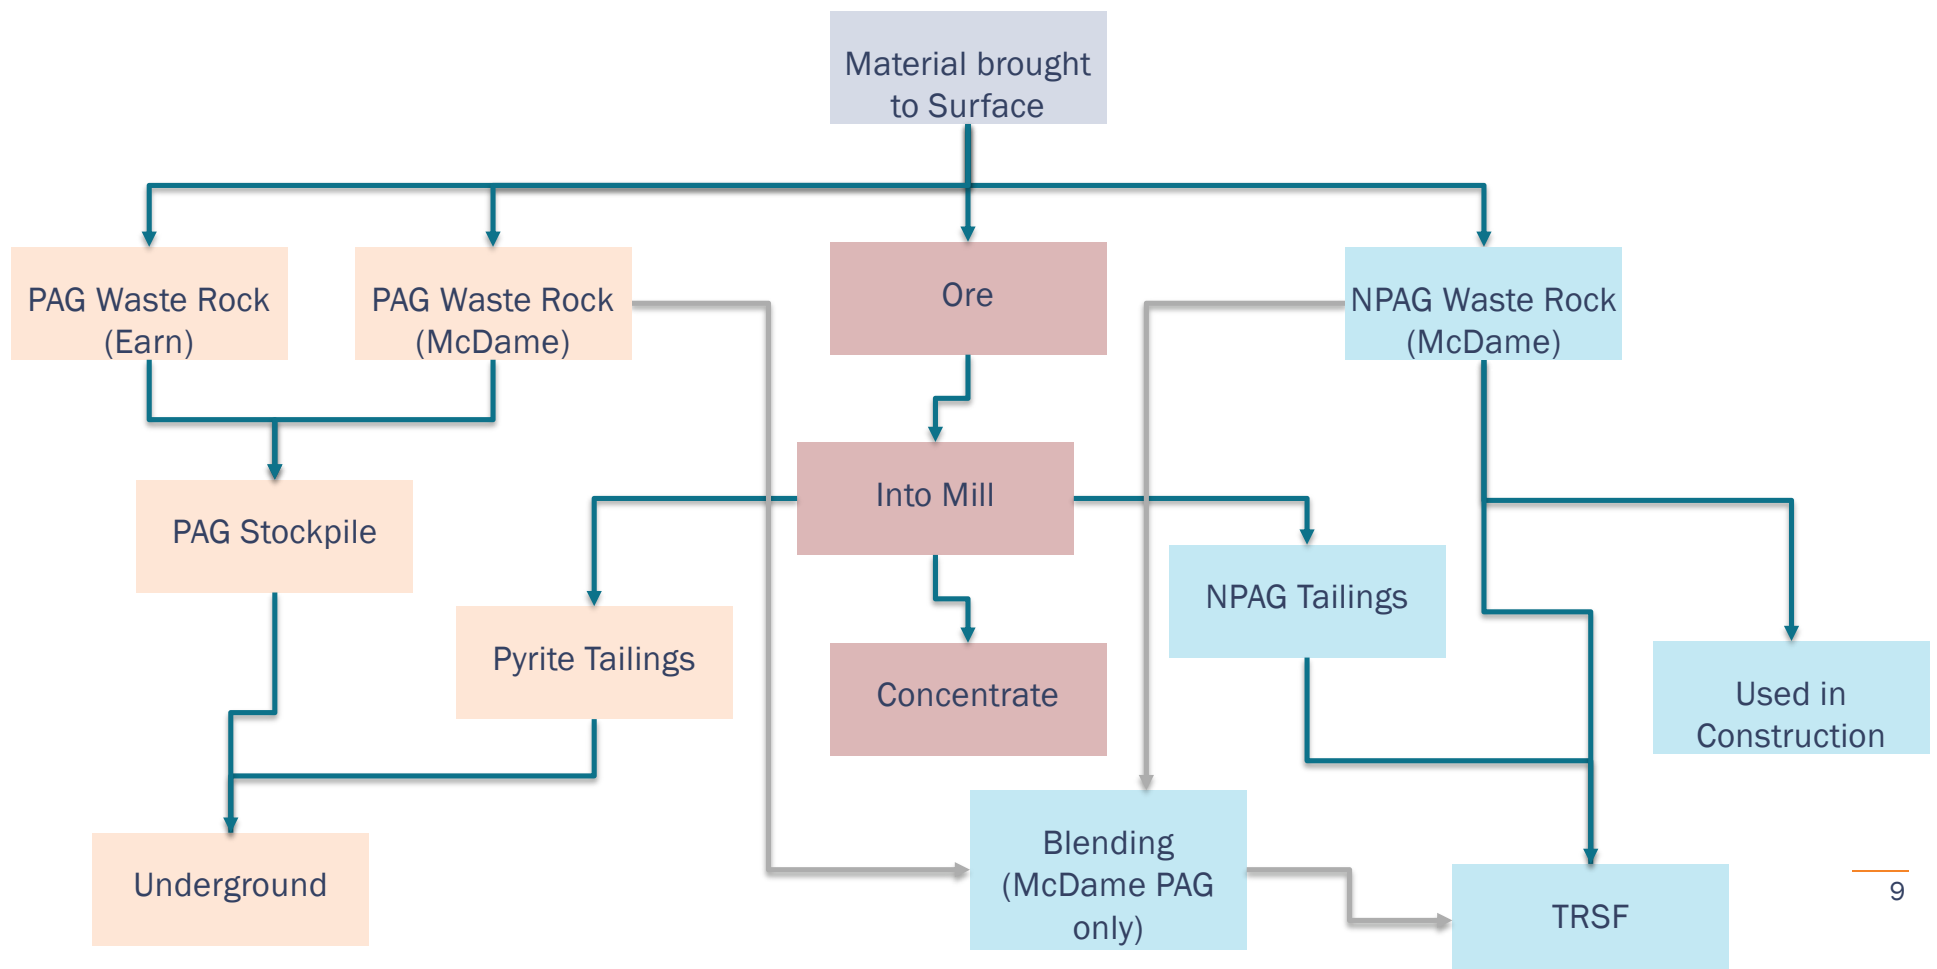 Material brought
to Surface
PAG Waste Rock
(Earn)
PAG Waste Rock
(McDame)
Ore
NPAG Waste Rock
(McDame)
Into Mill
PAG Stockpile
NPAG Tailings
Pyrite Tailings
Concentrate
Used in
Construction
Underground
Blending
(McDame PAG
only)
TRSF
9